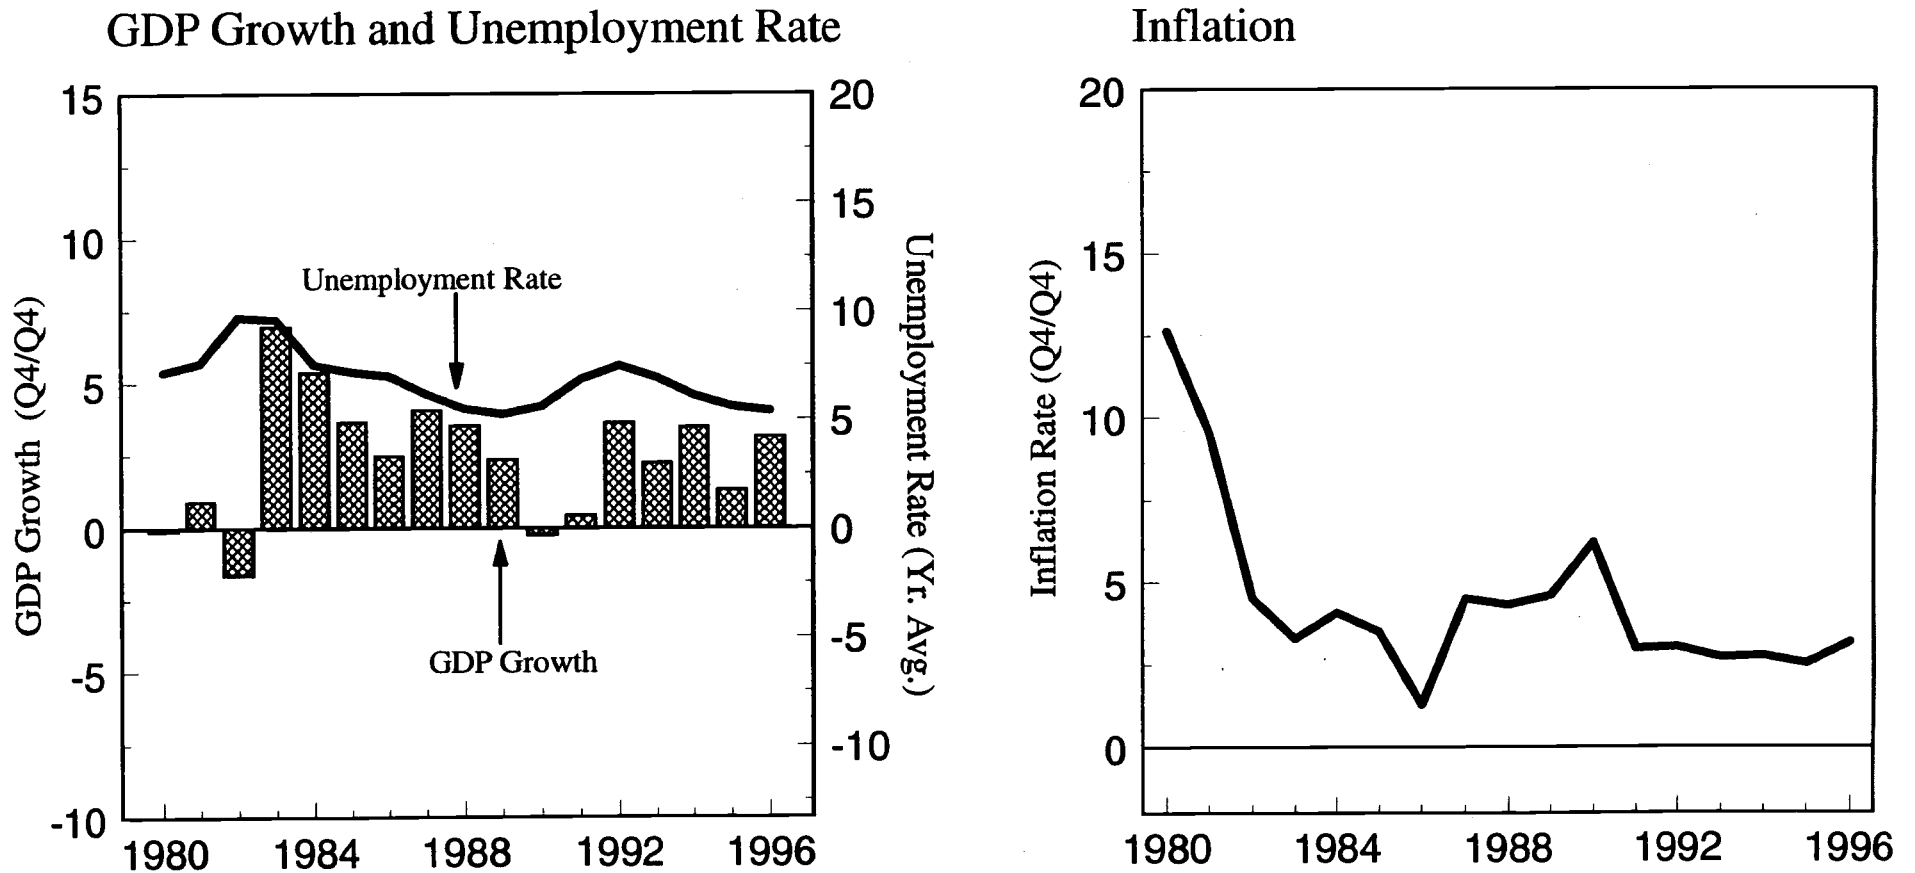 GDP Growth and Unemployment Rate
15
10
5
0
-5
-10
GDP Growth (Q4/Q4)
20
15
10
5
0
-5
-10
Unemployment Rate (Yr. Avg.)
Unemployment Rate
GDP Growth
1980 1984 1988 1992 1996
Inflation
20
15
10
5
0
Inflation Rate (Q4/Q4)
1980 1984 1988 1992 1996